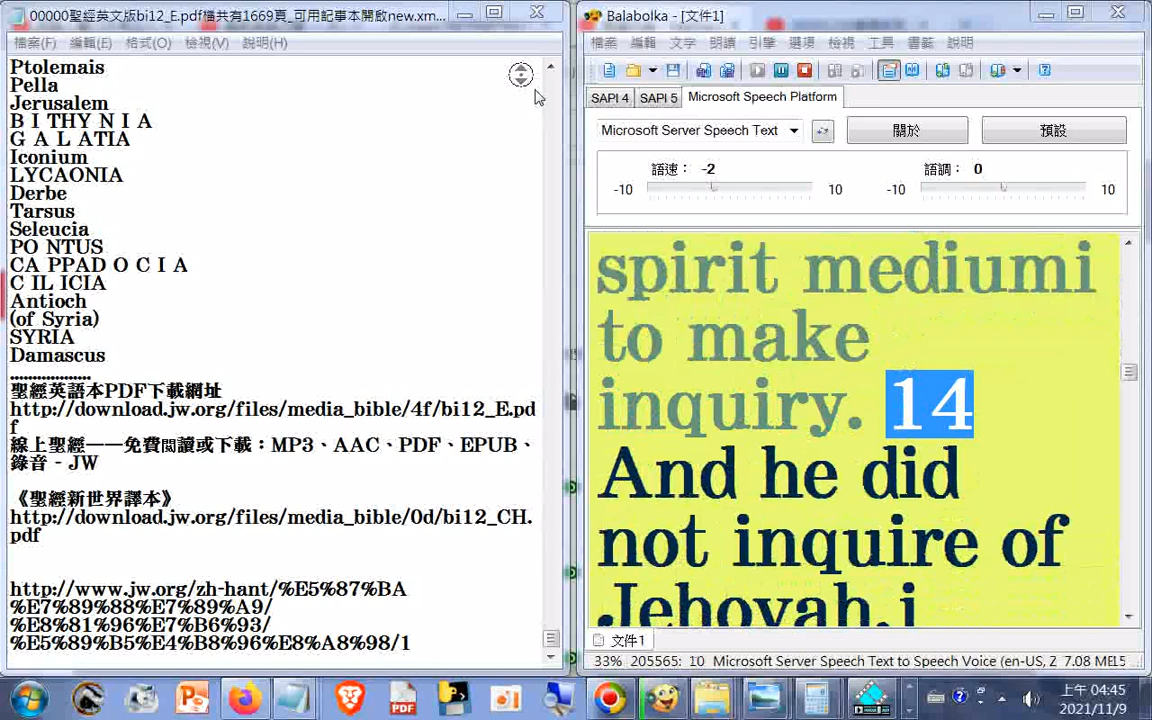 00000聖經英文版bi12_E.pdf檔共有1669頁_可用記事本開啟new.xm...
檔案(F) 編輯(E) 格式(O) 檢視(V) 說明(H)
Ptolemais
Pella
Jerusalem
B I THY N I A
G A L ATIA
Iconium
LYCAONIA
Derbe
Tarsus
Seleucia
PO NTUS
CA PPAD O C I A
C IL ICIA
Antioch
(of Syria)
SYRIA
Damascus
..................
聖經英語本PDF下載網址
http://download.jw.org/files/media_bible/4f/bi12_E.pd
f
線上聖經——免費閱讀或下載：MP3、AAC、PDF、EPUB、
錄音 - JW
《聖經新世界譯本》
http://download.jw.org/files/media_bible/0d/bi12_CH.
pdf
http://www.jw.org/zh-hant/%E5%87%BA
%E7%89%88%E7%89%A9/
%E8%81%96%E7%B6%93/
%E5%89%B5%E4%B8%96%E8%A8%98/1
Balabolka - [文件1]
檔案 編輯 文字 朗讀 引擎 選項 檢視 工具 書籤 說明
SAPI 4 SAPI 5 Microsoft Speech Platform
Microsoft Server Speech Text 關於 預設
語速： -2 語調： 0
-10 10 -10 10
spirit mediumi
to make
inquiry. 14
And he did
not inquire of
Jehovah.j
文件1
33% 205565: 10 Microsoft Server Speech Text to Speech Voice (en-US, Z 7.08 ME15
PDF
上午 04:45
2021/11/9